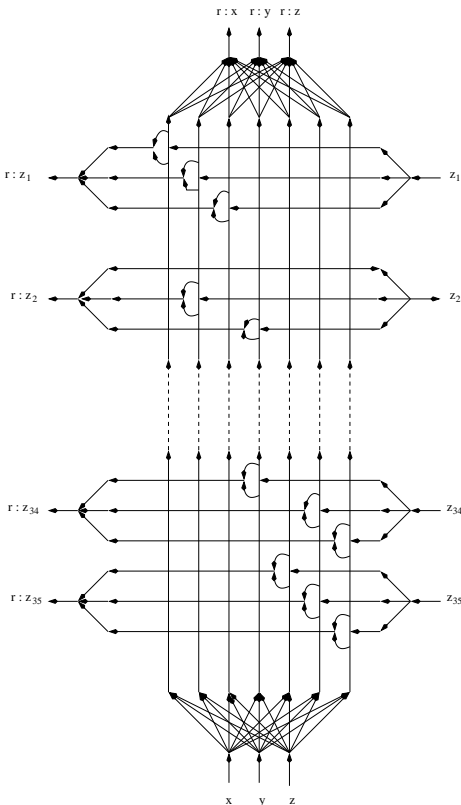 r : x r : y r : z
r : z₁ z₁
r : z₂ z₂
r : z₃₄ z₃₄
r : z₃₅ z₃₅
x y z